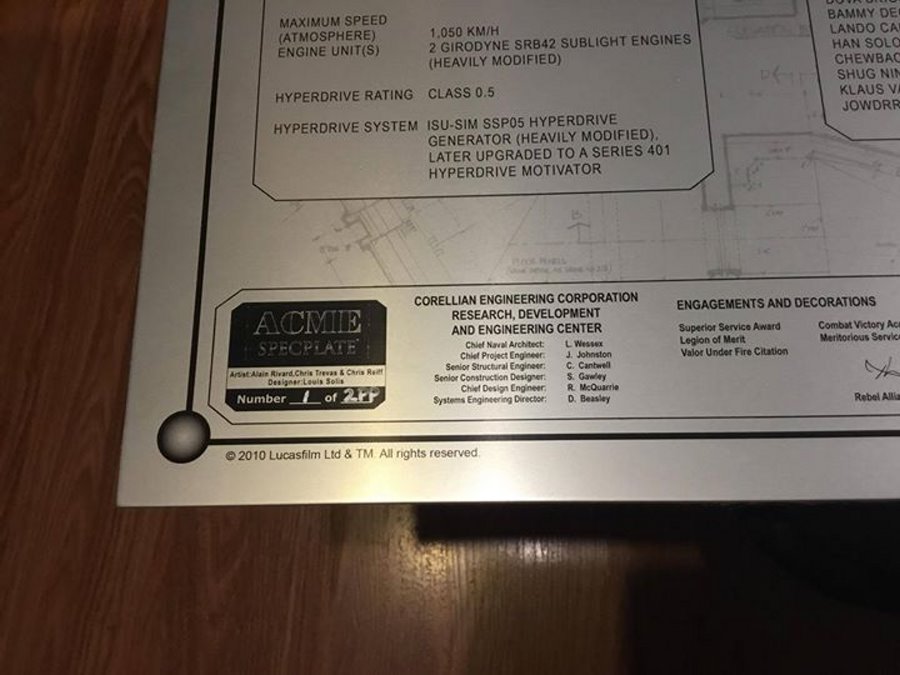 MAXIMUM SPEED
(ATMOSPHERE) 1,050 KM/H
ENGINE UNIT(S) 2 GIRODYNE SRB42 SUBLIGHT ENGINES
(HEAVILY MODIFIED)
HYPERDRIVE RATING CLASS 0.5
HYPERDRIVE SYSTEM ISU-SIM SSP05 HYPERDRIVE
GENERATOR (HEAVILY MODIFIED),
LATER UPGRADED TO A SERIES 401
HYPERDRIVE MOTIVATOR
BAMMY DE
LANDO CA
HAN SOLO
CHEWBAC
SHUG NIN
KLAUS VA
JOWDRR
ACME
SPECPLATE
Artist:Alain Rivard,Chris Trevas & Chris Reiff
Designer:Louis Solis
Number 1 of 2PP
CORELLIAN ENGINEERING CORPORATION
RESEARCH, DEVELOPMENT
AND ENGINEERING CENTER
Chief Naval Architect: L. Wessex
Chief Project Engineer: J. Johnston
Senior Structural Engineer: C. Cantwell
Senior Construction Designer: S. Gawley
Chief Design Engineer: R. McQuarrie
Systems Engineering Director: D. Beasley
ENGAGEMENTS AND DECORATIONS
Superior Service Award Combat Victory Acc
Legion of Merit Meritorious Service
Valor Under Fire Citation
Rebel Allia
© 2010 Lucasfilm Ltd & TM. All rights reserved.